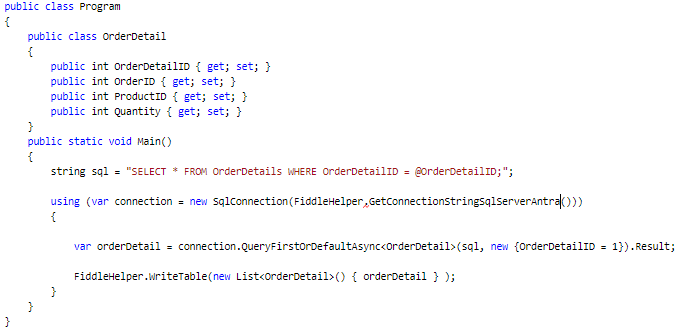 public class Program
{
    public class OrderDetail
    {
        public int OrderDetailID { get; set; }
        public int OrderID { get; set; }
        public int ProductID { get; set; }
        public int Quantity { get; set; }
    }
    public static void Main()
    {
        string sql = "SELECT * FROM OrderDetails WHERE OrderDetailID = @OrderDetailID;";
        using (var connection = new SqlConnection(FiddleHelper.GetConnectionStringSqlServerAntra()))
        {
            var orderDetail = connection.QueryFirstOrDefaultAsync<OrderDetail>(sql, new {OrderDetailID = 1}).Result;
            FiddleHelper.WriteTable(new List<OrderDetail>() { orderDetail } );
        }
    }
}